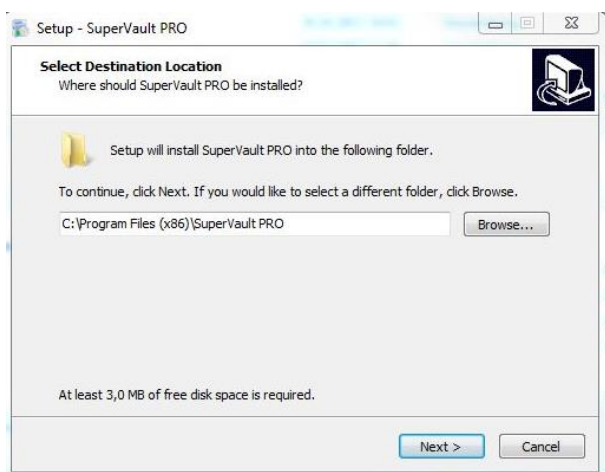 Setup - SuperVault PRO
Select Destination Location
Where should SuperVault PRO be installed?
Setup will install SuperVault PRO into the following folder.
To continue, click Next. If you would like to select a different folder, click Browse.
C:\Program Files (x86)\SuperVault PRO
Browse...
At least 3,0 MB of free disk space is required.
Next >
Cancel